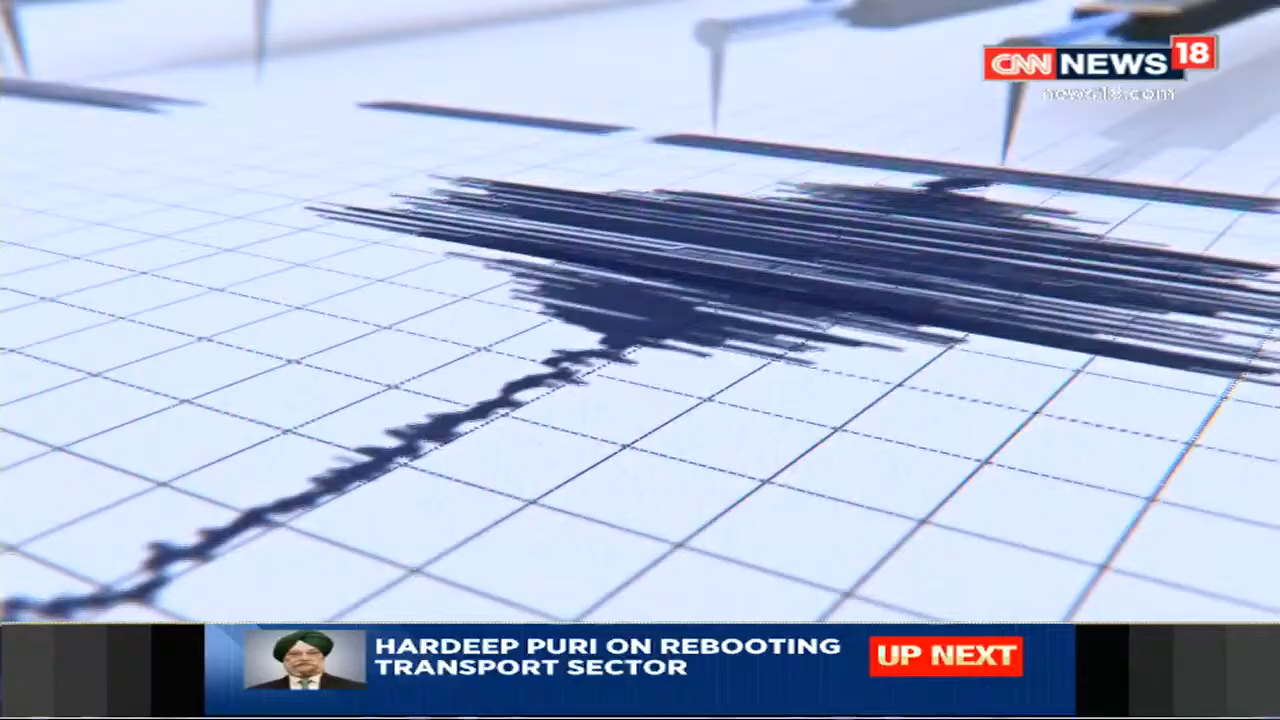 CNN NEWS 18
news18.com
HARDEEP PURI ON REBOOTING
TRANSPORT SECTOR
UP NEXT